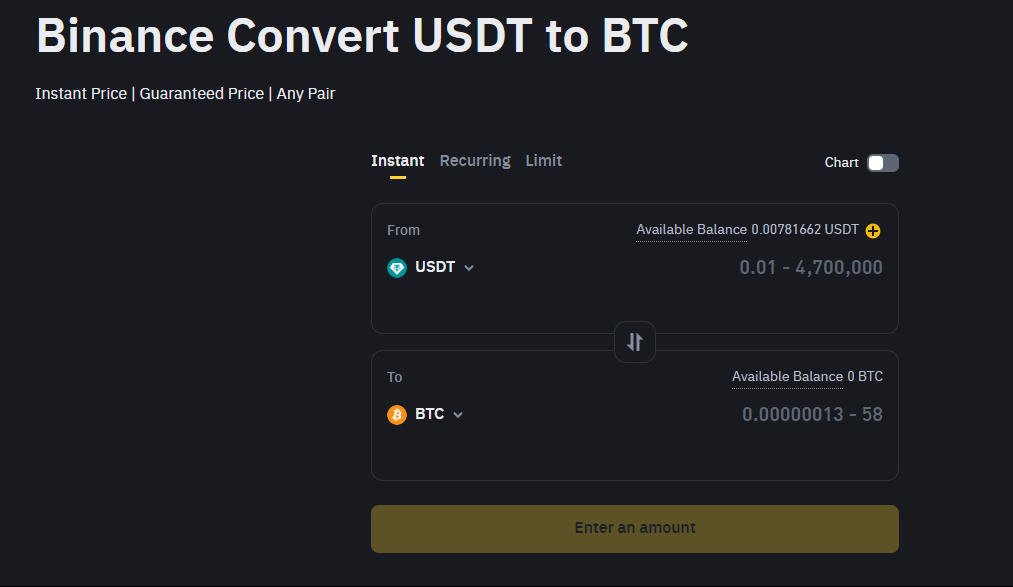 Binance Convert USDT to BTC
Instant Price | Guaranteed Price | Any Pair
Instant Recurring Limit Chart
From Available Balance 0.00781662 USDT
USDT 0.01 - 4,700,000
To Available Balance 0 BTC
BTC 0.00000013 - 58
Enter an amount